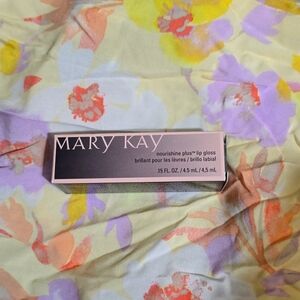 MARY KAY
nourishine plus™ lip gloss
brillant pour les lèvres / brillo labial
.15 FL. OZ. / 4.5 mL / 4,5 mL